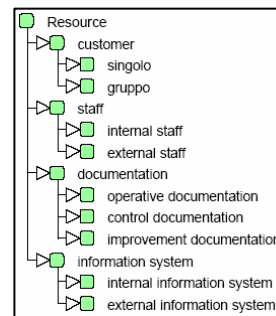 Resource
customer
singolo
gruppo
staff
internal staff
external staff
documentation
operative documentation
control documentation
improvement documentation
information system
internal information system
external information system